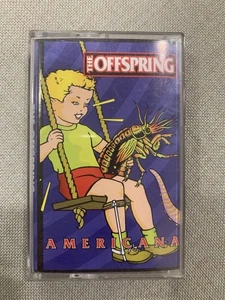 THE OFFSPRING
AMERICANA